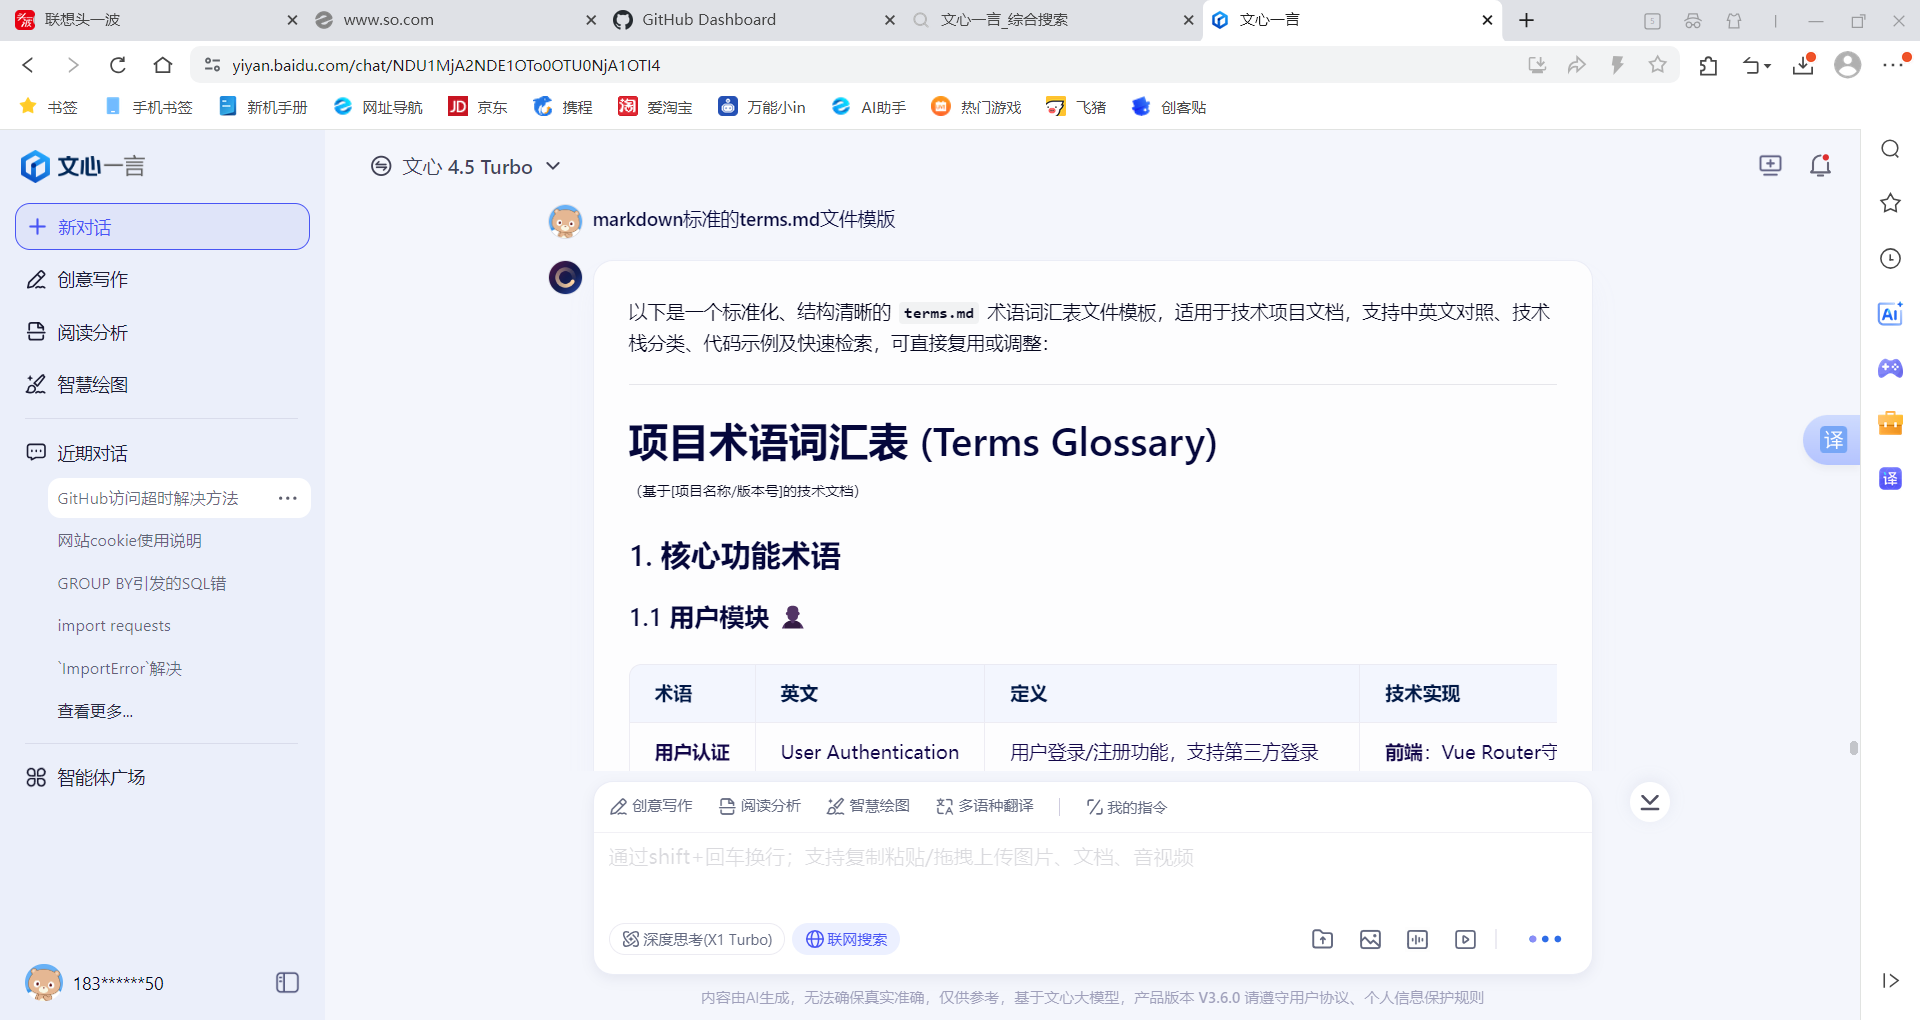 联想头一波
www.so.com
GitHub Dashboard
文心一言_综合搜索
文心一言
yiyan.baidu.com/chat/NDU1MjA2NDE1OTo0OTU0NjA1OTI4
书签
手机书签
新机手册
网址导航
JD
京东
携程
淘
爱淘宝
万能小in
AI助手
热门游戏
飞猪
创客贴
文心一言
新对话
创意写作
阅读分析
智慧绘图
近期对话
GitHub访问超时解决方法
网站cookie使用说明
GROUP BY引发的SQL错
import requests
`ImportError`解决
查看更多...
智能体广场
183******50
文心 4.5 Turbo
markdown标准的terms.md文件模版
以下是一个标准化、结构清晰的 terms.md 术语词汇表文件模板，适用于技术项目文档，支持中英文对照、技术
栈分类、代码示例及快速检索，可直接复用或调整：
项目术语词汇表 (Terms Glossary)
（基于[项目名称/版本号]的技术文档）
1. 核心功能术语
1.1 用户模块
术语 英文 定义 技术实现
用户认证 User Authentication 用户登录/注册功能，支持第三方登录 前端：Vue Router守
创意写作
阅读分析
智慧绘图
多语种翻译
我的指令
通过shift+回车换行；支持复制粘贴/拖拽上传图片、文档、音视频
深度思考(X1 Turbo)
联网搜索
内容由AI生成，无法确保真实准确，仅供参考，基于文心大模型，产品版本 V3.6.0 请遵守用户协议、个人信息保护规则
AI
译
译